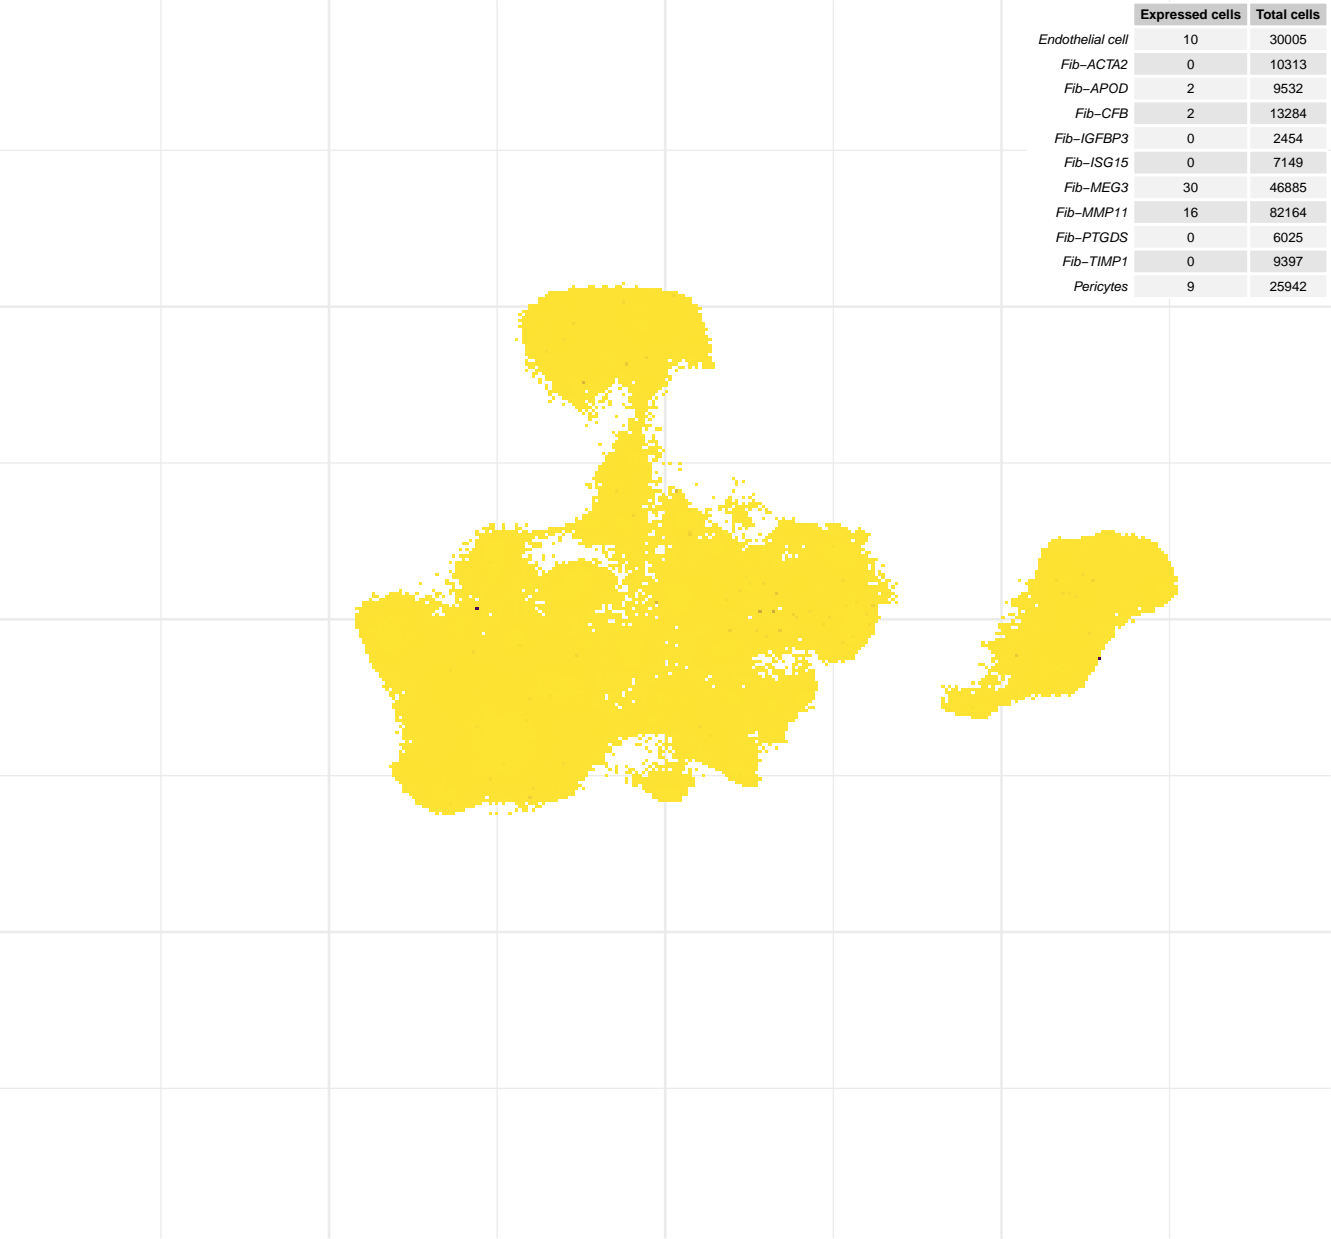 Expressed cells Total cells
Endothelial cell 10 30005
Fib−ACTA2 0 10313
Fib−APOD 2 9532
Fib−CFB 2 13284
Fib−IGFBP3 0 2454
Fib−ISG15 0 7149
Fib−MEG3 30 46885
Fib−MMP11 16 82164
Fib−PTGDS 0 6025
Fib−TIMP1 0 9397
Pericytes 9 25942